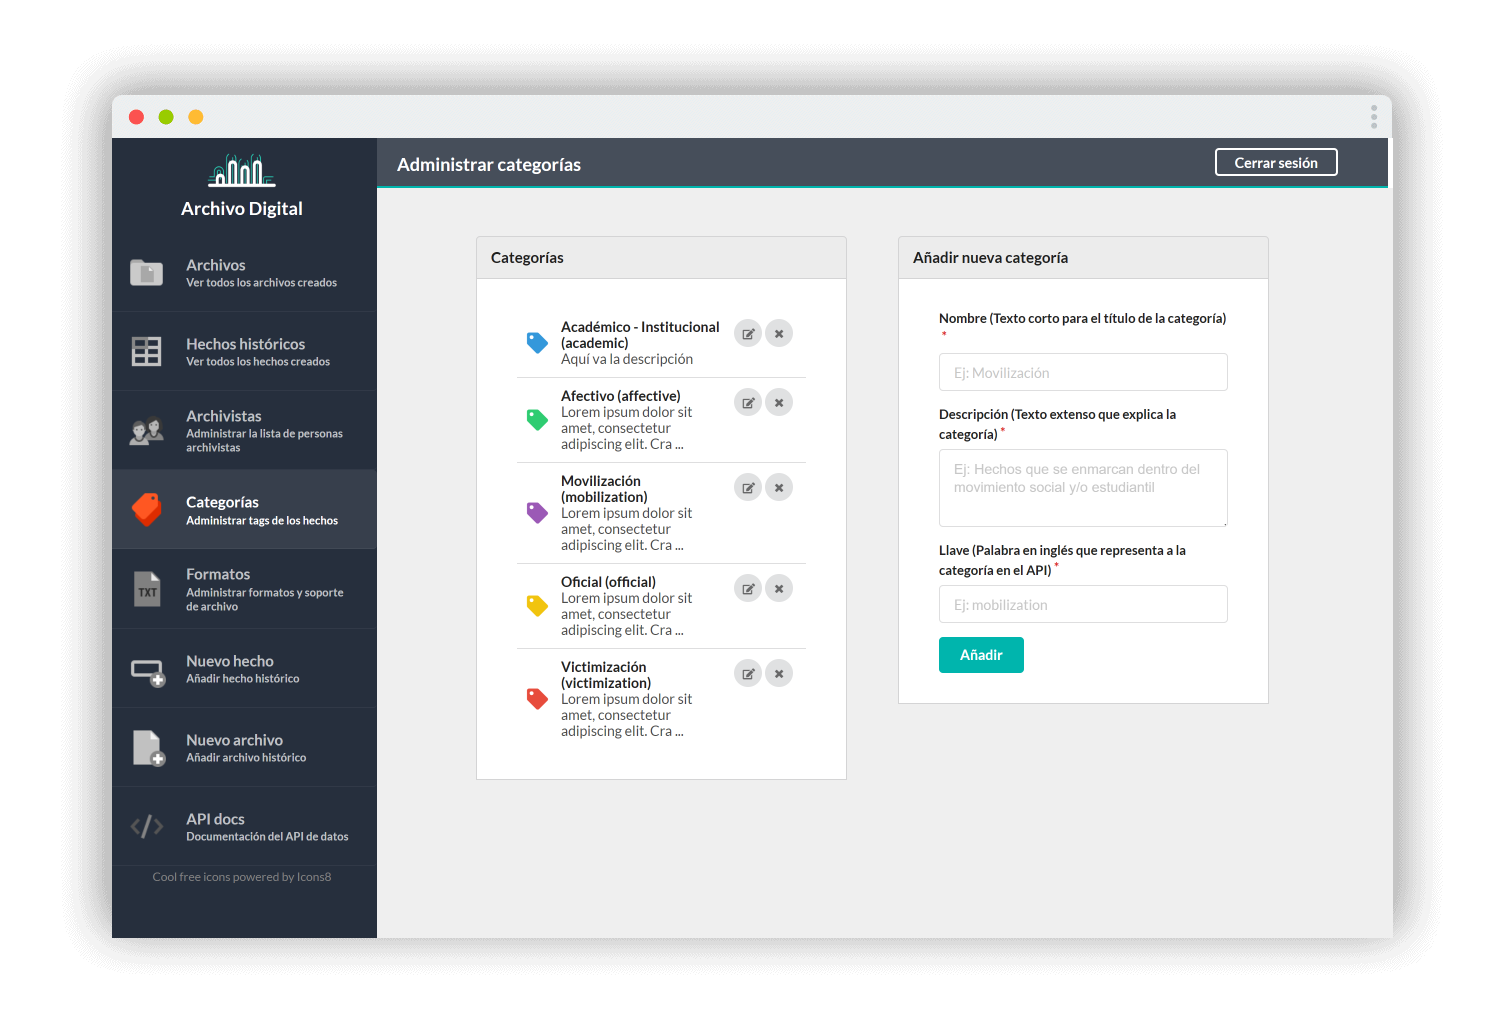 Archivo Digital
Archivos
Ver todos los archivos creados
Hechos históricos
Ver todos los hechos creados
Archivistas
Administrar la lista de personas
archivistas
Categorías
Administrar tags de los hechos
TXT
Formatos
Administrar formatos y soporte
de archivo
Nuevo hecho
Añadir hecho histórico
Nuevo archivo
Añadir archivo histórico
API docs
Documentación del API de datos
Cool free icons powered by Icons8
Administrar categorías
Cerrar sesión
Categorías
Académico - Institucional
(academic)
Aquí va la descripción
Afectivo (affective)
Lorem ipsum dolor sit
amet, consectetur
adipiscing elit. Cra ...
Movilización
(mobilization)
Lorem ipsum dolor sit
amet, consectetur
adipiscing elit. Cra ...
Oficial (official)
Lorem ipsum dolor sit
amet, consectetur
adipiscing elit. Cra ...
Victimización
(victimization)
Lorem ipsum dolor sit
amet, consectetur
adipiscing elit. Cra ...
Añadir nueva categoría
Nombre (Texto corto para el título de la categoría)
*
Ej: Movilización
Descripción (Texto extenso que explica la
categoría) *
Ej: Hechos que se enmarcan dentro del
movimiento social y/o estudiantil
Llave (Palabra en inglés que representa a la
categoría en el API) *
Ej: mobilization
Añadir